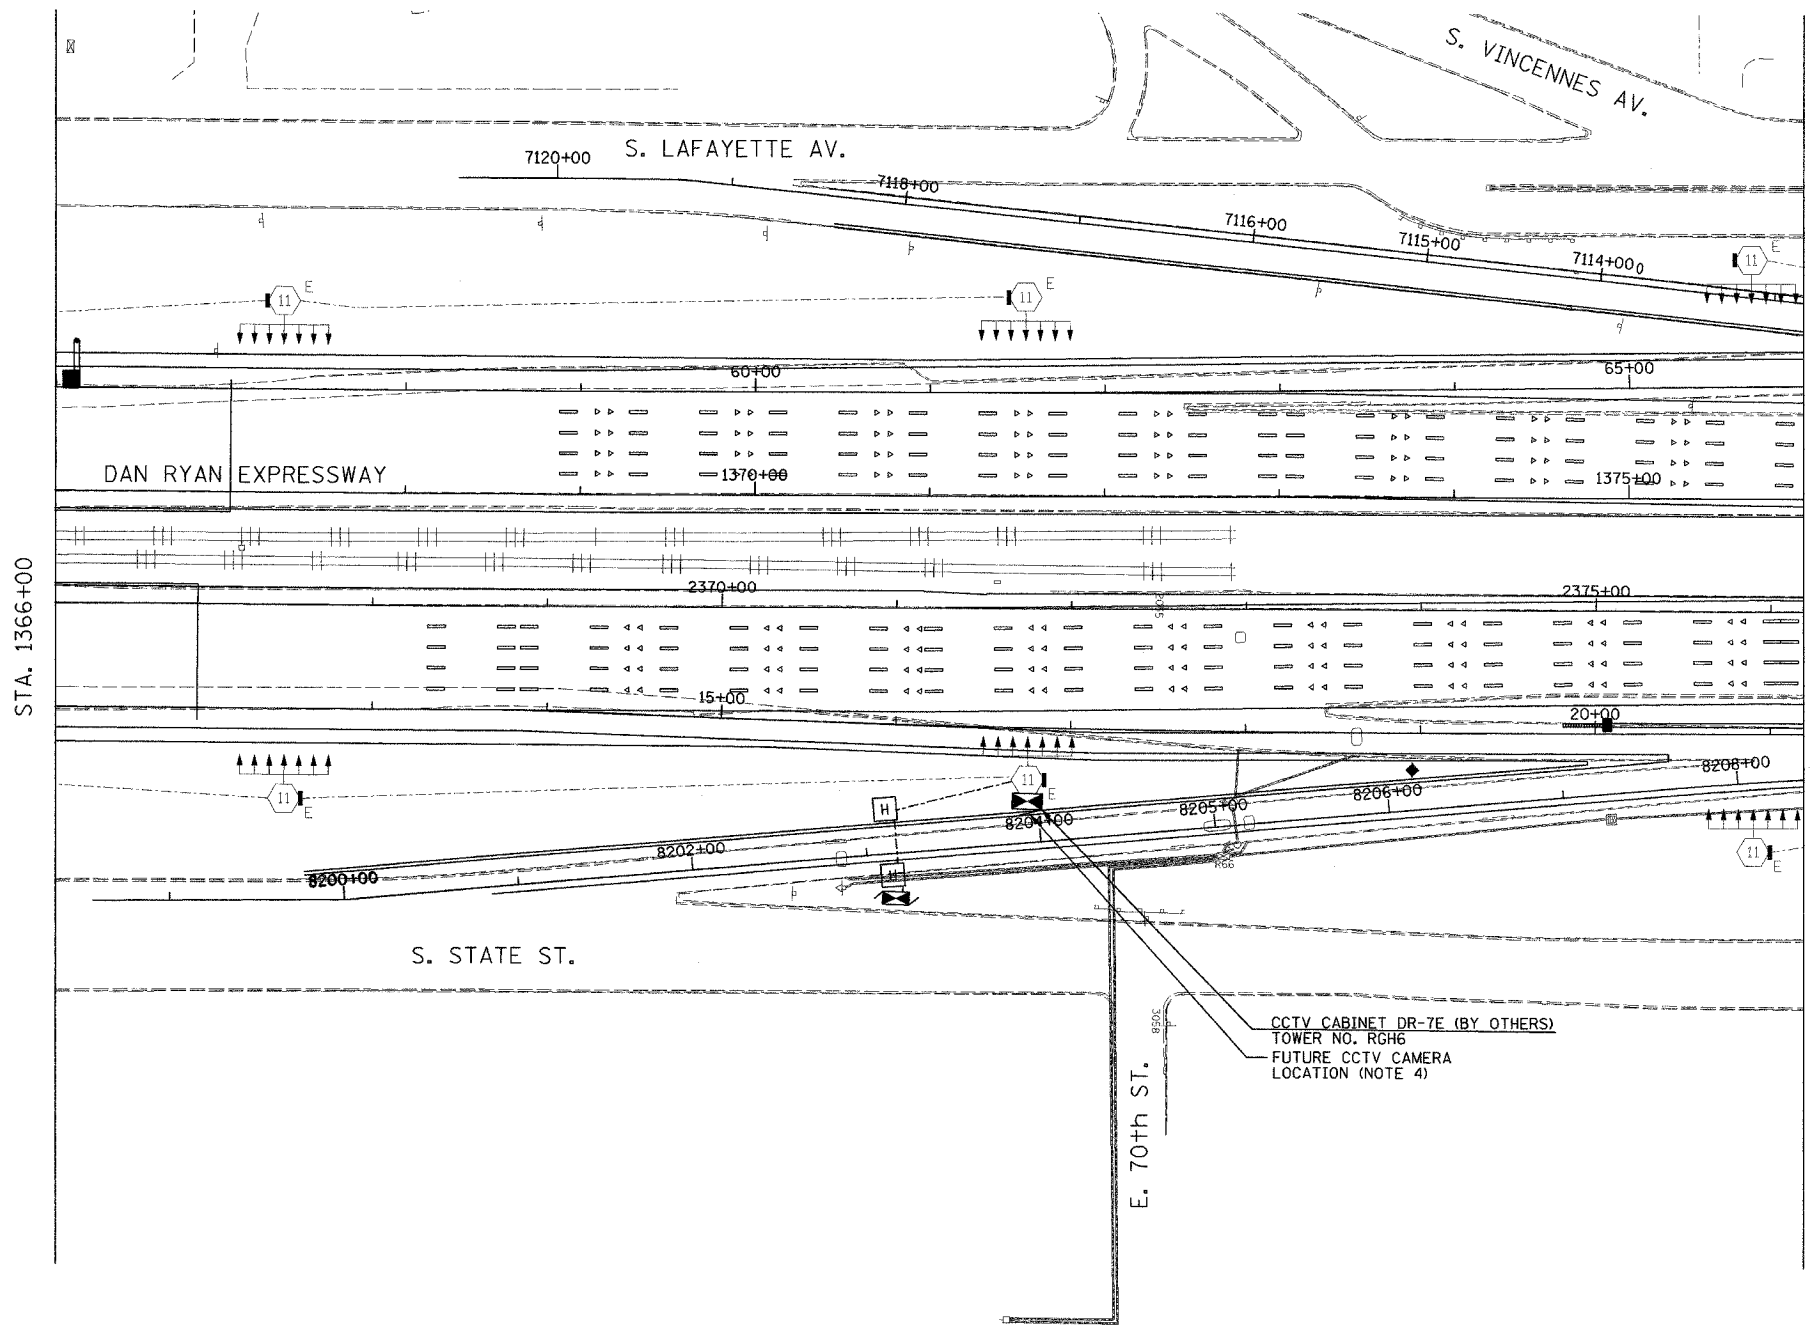 S. VINCENNES AV.
S. LAFAYETTE AV.
7120+00
7118+00
7116+00
7115+00
7114+00
11
E
11
E
11
E
60+00
65+00
DAN RYAN EXPRESSWAY
1370+00
1375+00
STA. 1366+00
2370+00
2375+00
15+00
20+00
11
E
11
E
11
E
H
H
8200+00
8202+00
8204+00
8205+00
8206+00
8208+00
S. STATE ST.
E. 70th ST.
3058
CCTV CABINET DR-7E (BY OTHERS)
TOWER NO. RGH6
FUTURE CCTV CAMERA
LOCATION (NOTE 4)